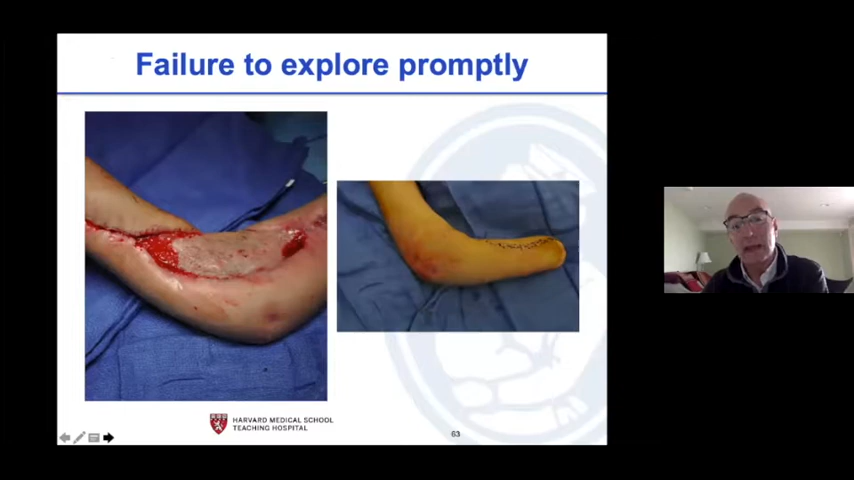 Failure to explore promptly
HARVARD MEDICAL SCHOOL
TEACHING HOSPITAL
63